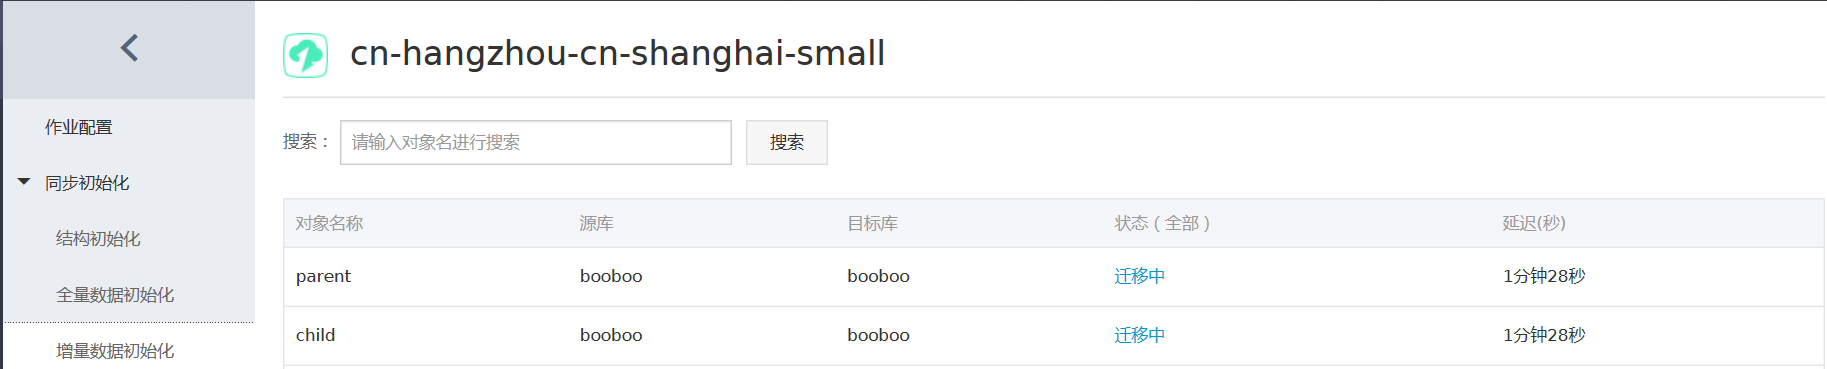 cn-hangzhou-cn-shanghai-small
作业配置
同步初始化
结构初始化
全量数据初始化
增量数据初始化
搜索： 请输入对象名进行搜索 搜索
对象名称 源库 目标库 状态（全部） 延迟(秒)
parent booboo booboo 迁移中 1分钟28秒
child booboo booboo 迁移中 1分钟28秒